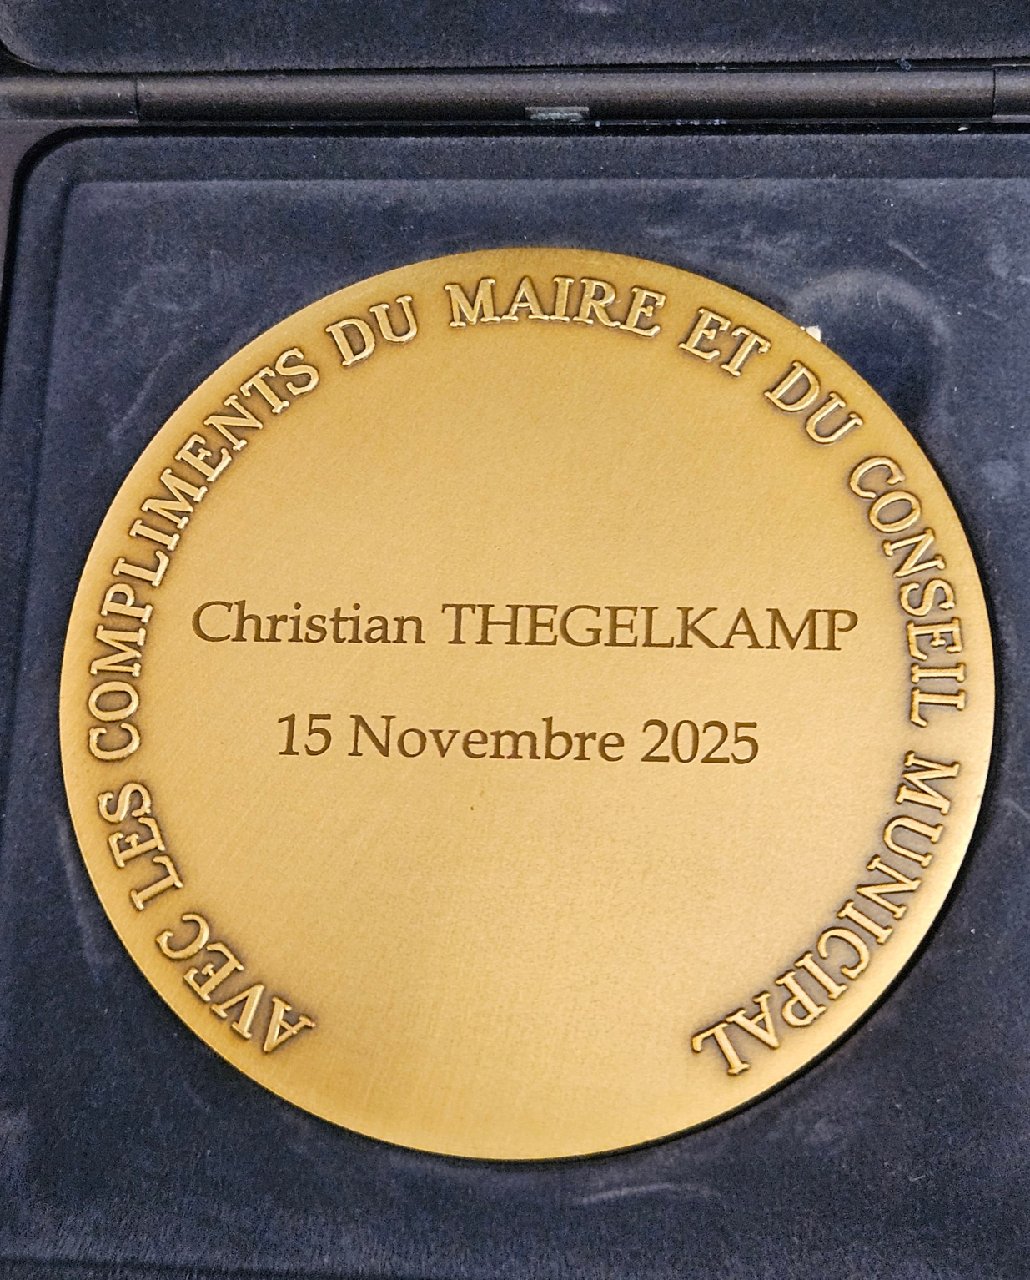 AVEC LES COMPLIMENTS DU MAIRE ET DU CONSEIL MUNICIPAL
Christian THEGELKAMP
15 Novembre 2025